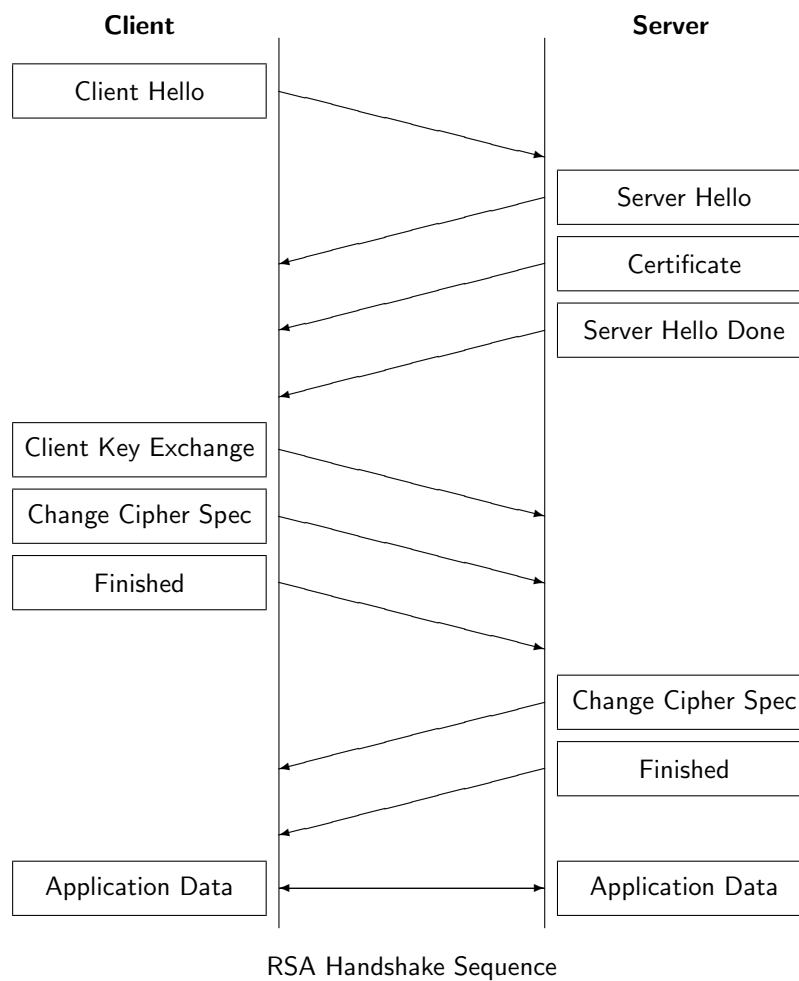 Client
Server
Client Hello
Server Hello
Certificate
Server Hello Done
Client Key Exchange
Change Cipher Spec
Finished
Change Cipher Spec
Finished
Application Data
Application Data
RSA Handshake Sequence